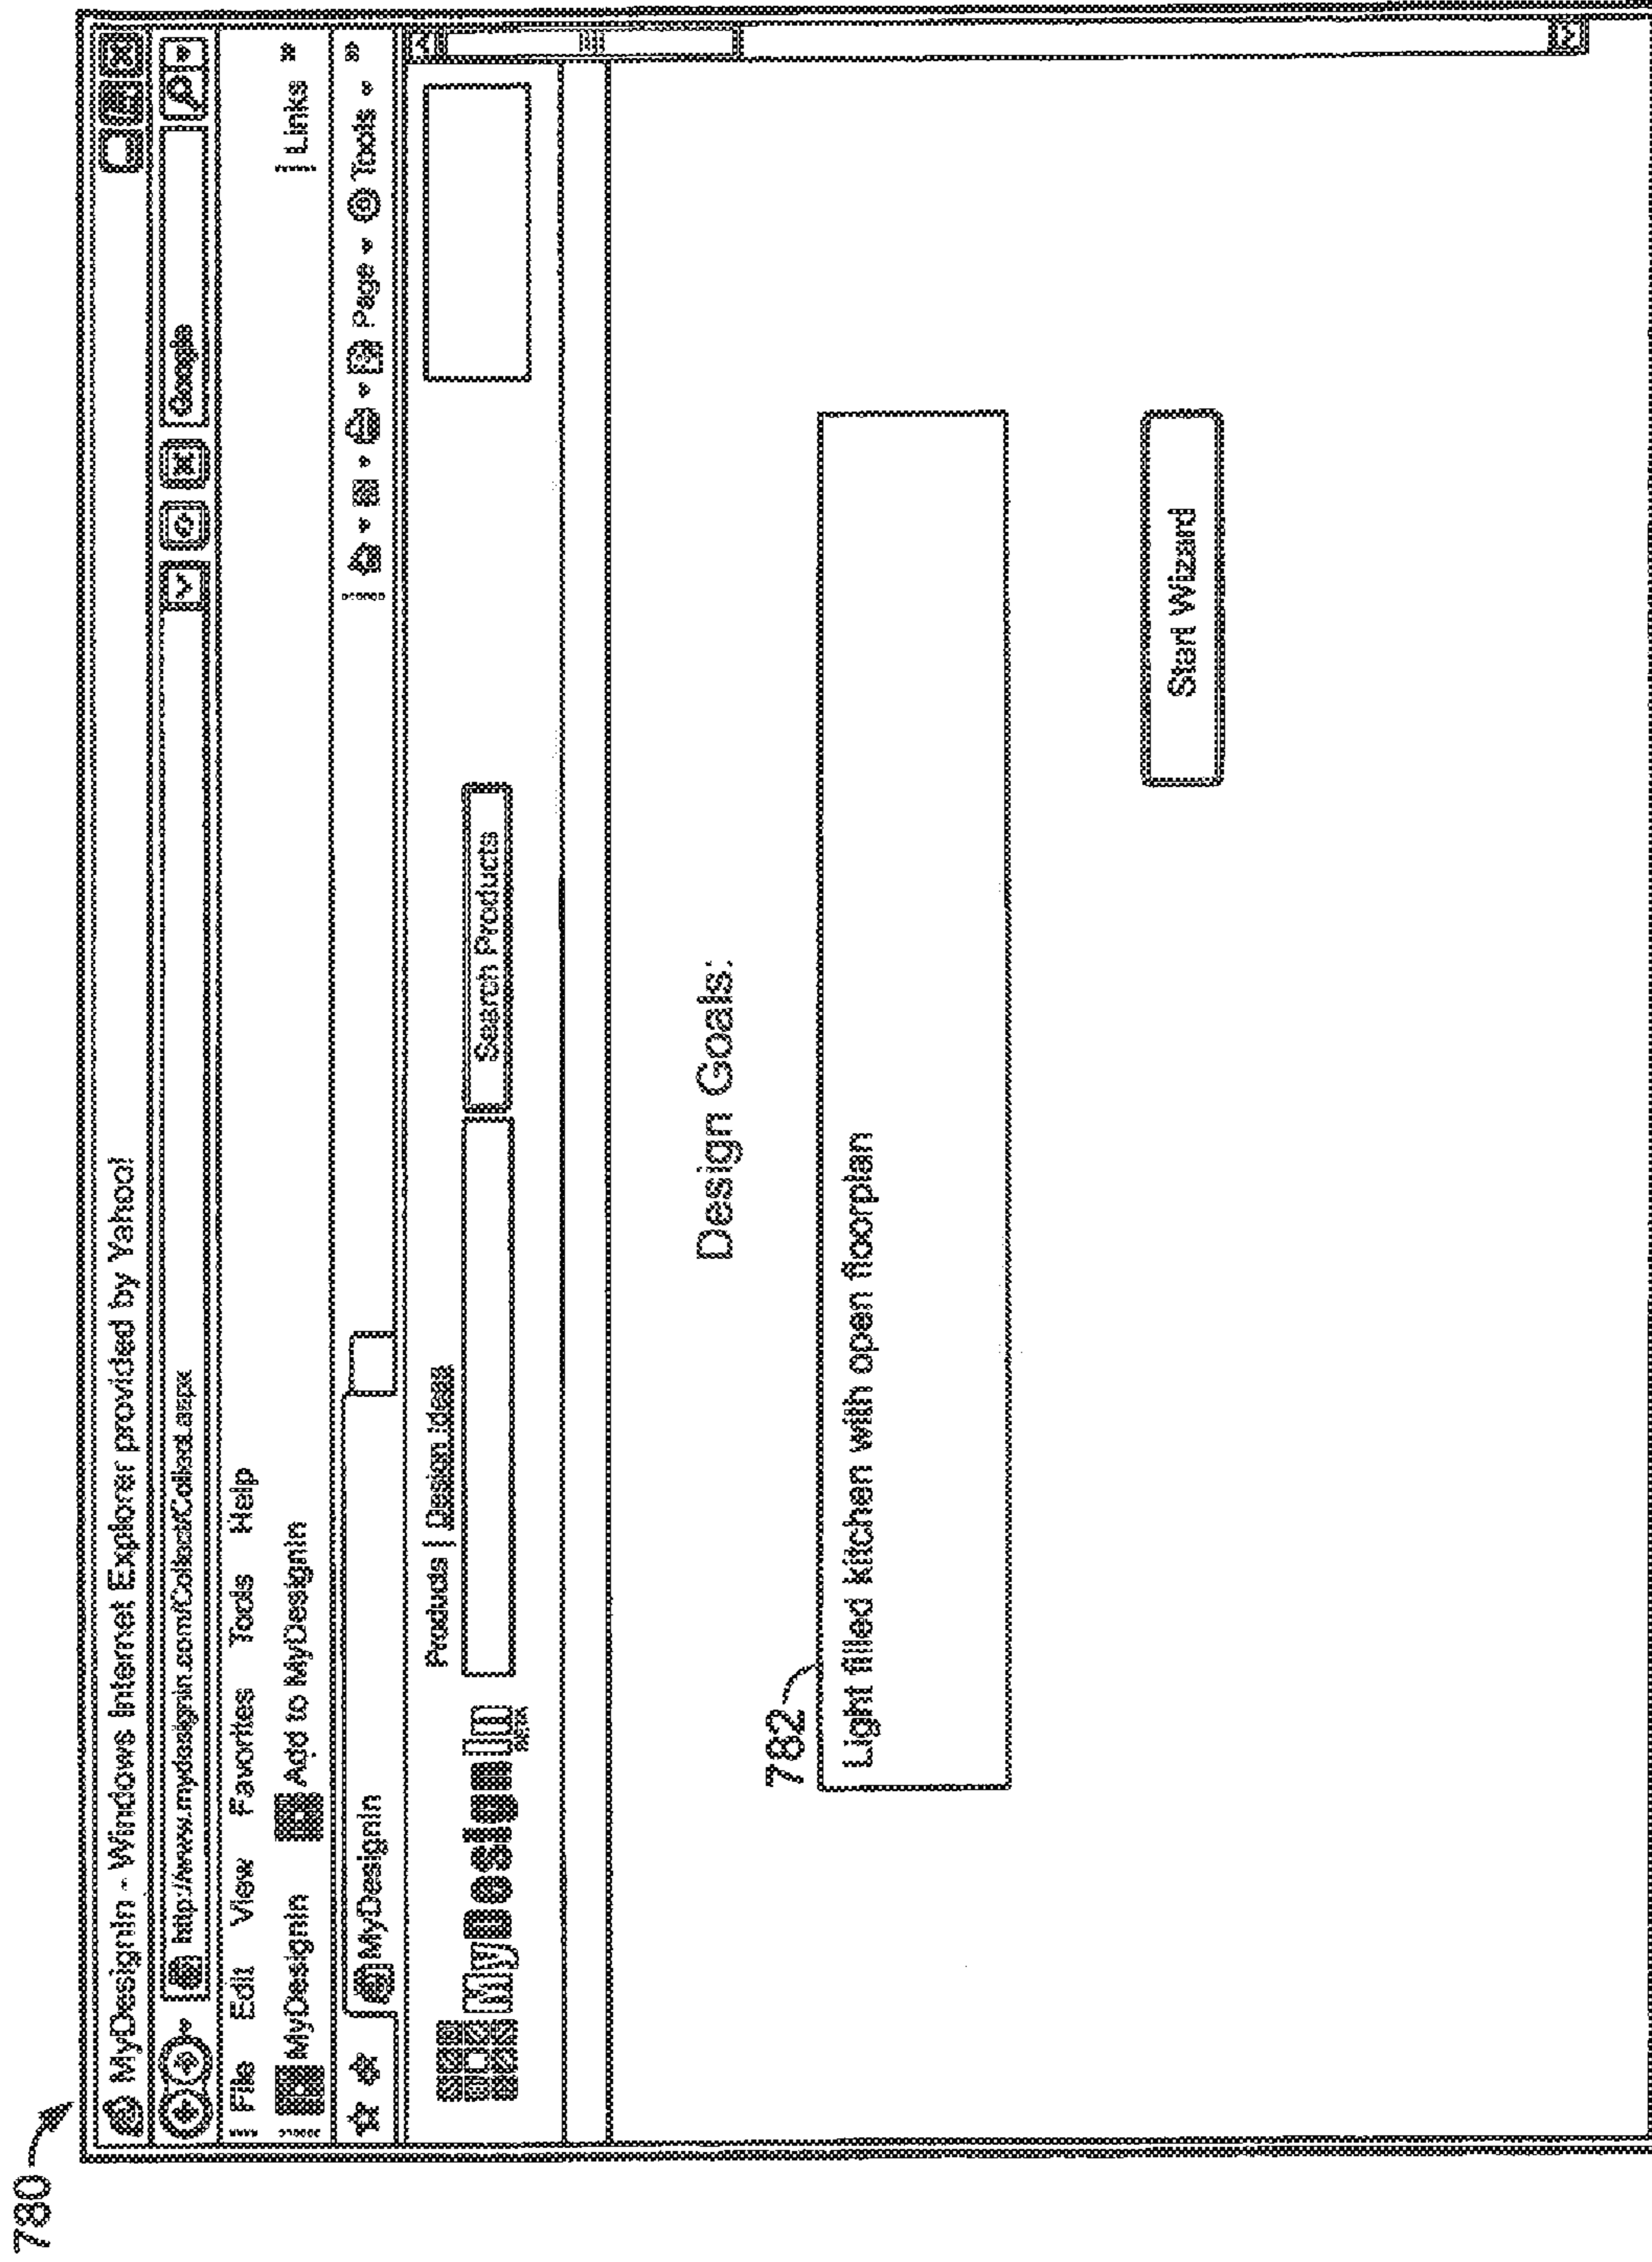 780
MyDesignIn - Windows Internet Explorer provided by Yahoo!
http://www.mydesignin.com/Collect/Collect.aspx
Google
File Edit View Favorites Tools Help
MyDesignIn Add to MyDesignIn Links »
MyDesignIn Page Tools »
Products | Design Ideas
MyDesignIn Search Products
BETA
Design Goals:
782
Light filled kitchen with open floorplan
Start Wizard